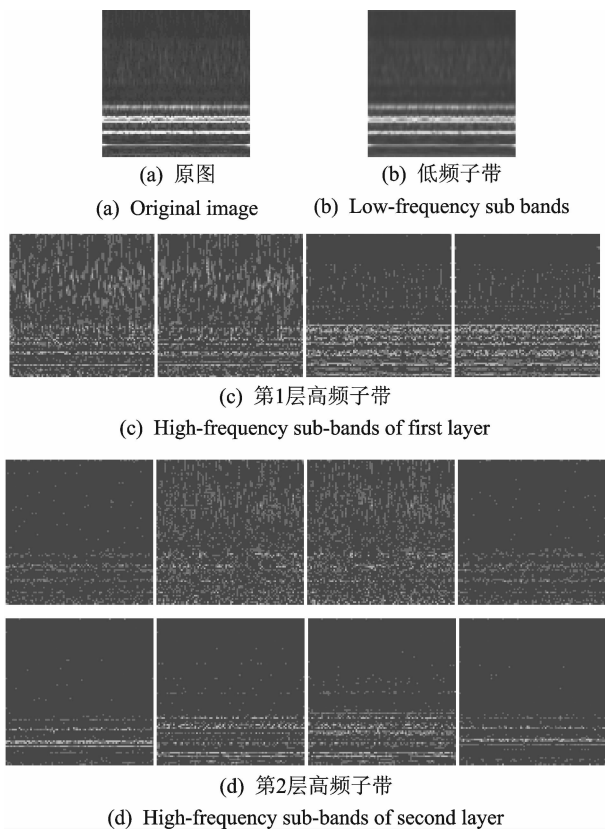 (a) 原图
(a) Original image
(b) 低频子带
(b) Low-frequency sub bands
(c) 第1层高频子带
(c) High-frequency sub-bands of first layer
(d) 第2层高频子带
(d) High-frequency sub-bands of second layer